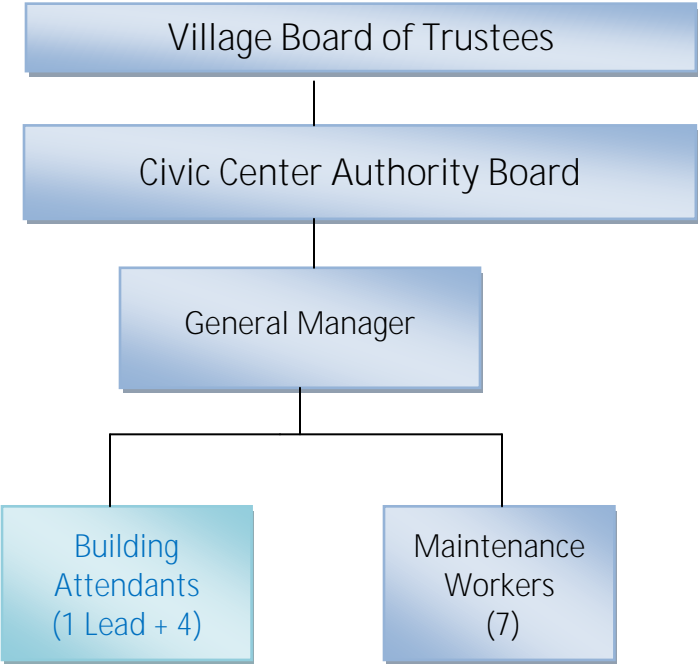 Village Board of Trustees
Civic Center Authority Board
General Manager
Building
Attendants
(1 Lead + 4)
Maintenance
Workers
(7)